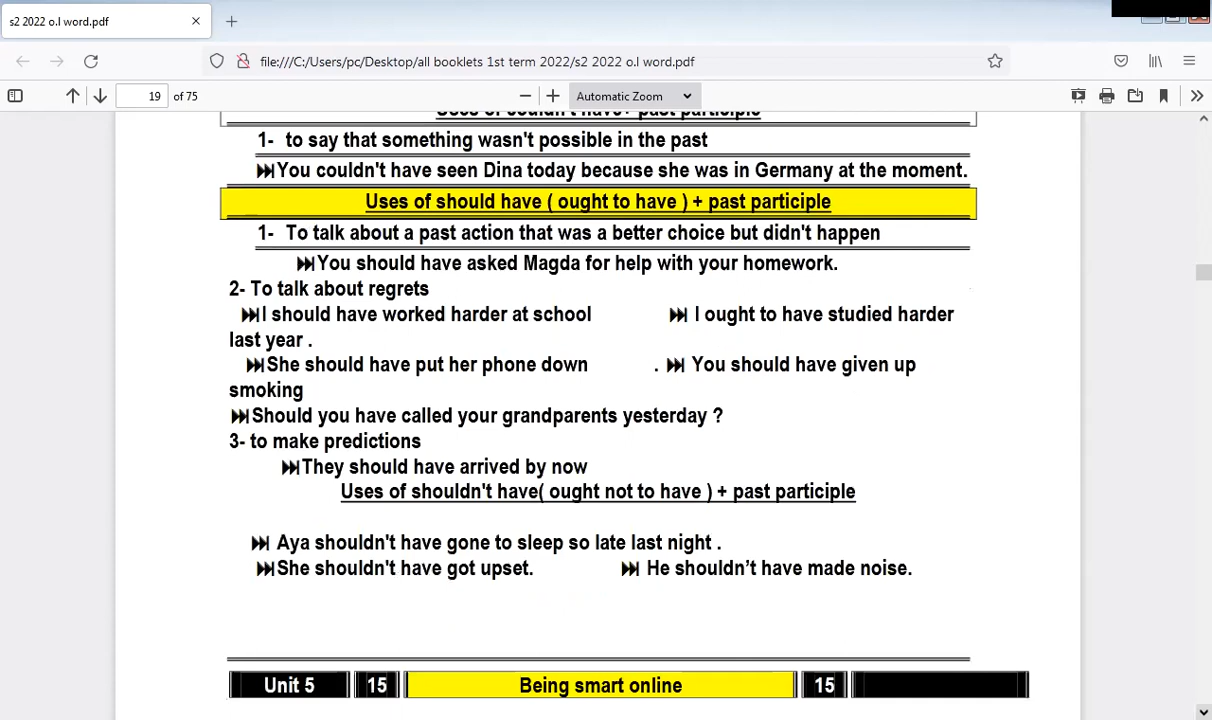 s2 2022 o.l word.pdf
file:///C:/Users/pc/Desktop/all booklets 1st term 2022/s2 2022 o.l word.pdf
19 of 75
Automatic Zoom
Uses of couldn't have+ past participle
1- to say that something wasn't possible in the past
You couldn't have seen Dina today because she was in Germany at the moment.
Uses of should have ( ought to have ) + past participle
1- To talk about a past action that was a better choice but didn't happen
You should have asked Magda for help with your homework.
2- To talk about regrets
I should have worked harder at school I ought to have studied harder
last year .
She should have put her phone down . You should have given up
smoking
Should you have called your grandparents yesterday ?
3- to make predictions
They should have arrived by now
Uses of shouldn't have( ought not to have ) + past participle
Aya shouldn't have gone to sleep so late last night .
She shouldn't have got upset. He shouldn’t have made noise.
Unit 5 15 Being smart online 15